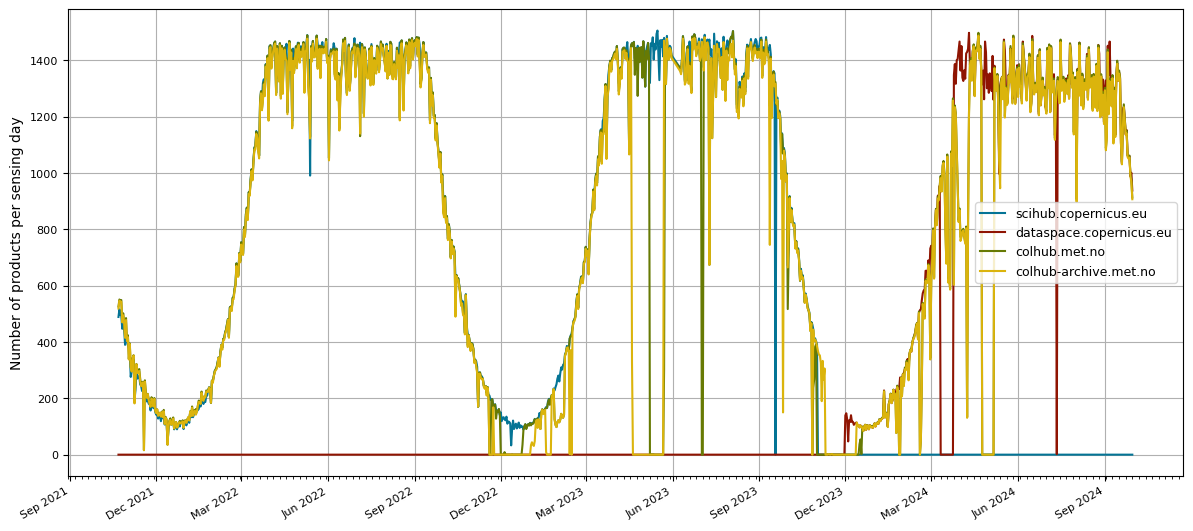 Number of products per sensing day
1400
1200
1000
800
600
400
200
0
scihub.copernicus.eu
dataspace.copernicus.eu
colhub.met.no
colhub-archive.met.no
Sep 2021
Dec 2021
Mar 2022
Jun 2022
Sep 2022
Dec 2022
Mar 2023
Jun 2023
Sep 2023
Dec 2023
Mar 2024
Jun 2024
Sep 2024